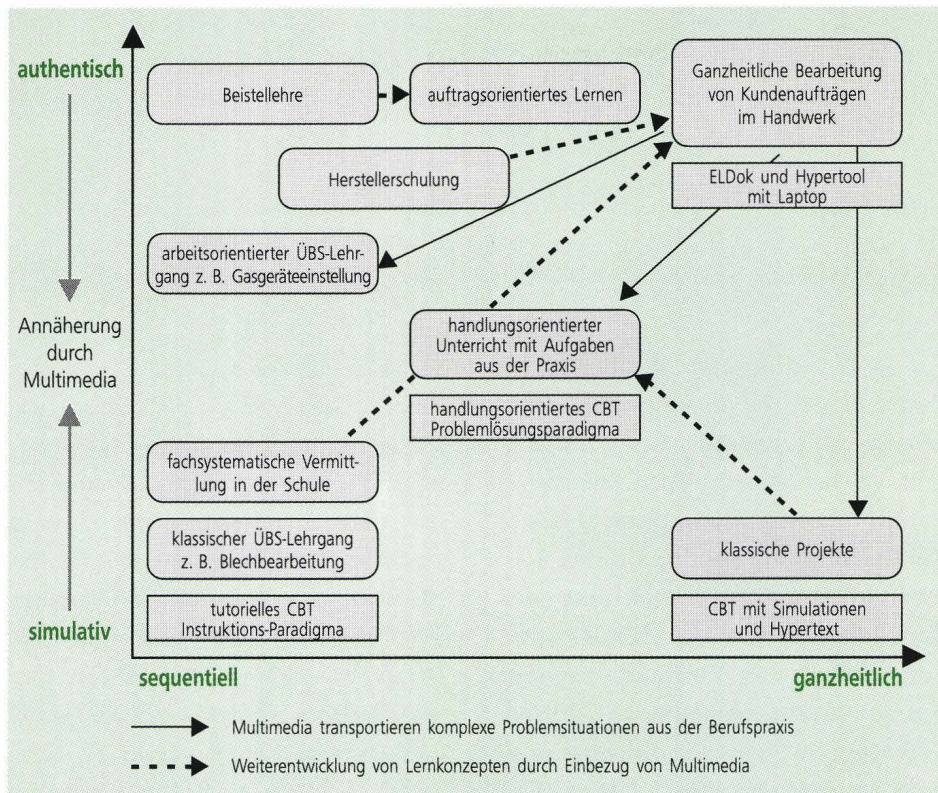 authentisch
Beistellehre
auftragsorientiertes Lernen
Ganzheitliche Bearbeitung
von Kundenaufträgen
im Handwerk
Herstellerschulung
ELDok und Hypertool
mit Laptop
arbeitsorientierter ÜBS-Lehr-
gang z. B. Gasgeräteeinstellung
Annäherung
durch
Multimedia
handlungsorientierter
Unterricht mit Aufgaben
aus der Praxis
handlungsorientiertes CBT
Problemlösungsparadigma
fachsystematische Vermitt-
lung in der Schule
klassischer ÜBS-Lehrgang
z. B. Blechbearbeitung
klassische Projekte
tutorielles CBT
Instruktions-Paradigma
CBT mit Simulationen
und Hypertext
simulativ
sequentiell
ganzheitlich
Multimedia transportieren komplexe Problemsituationen aus der Berufspraxis
Weiterentwicklung von Lernkonzepten durch Einbezug von Multimedia